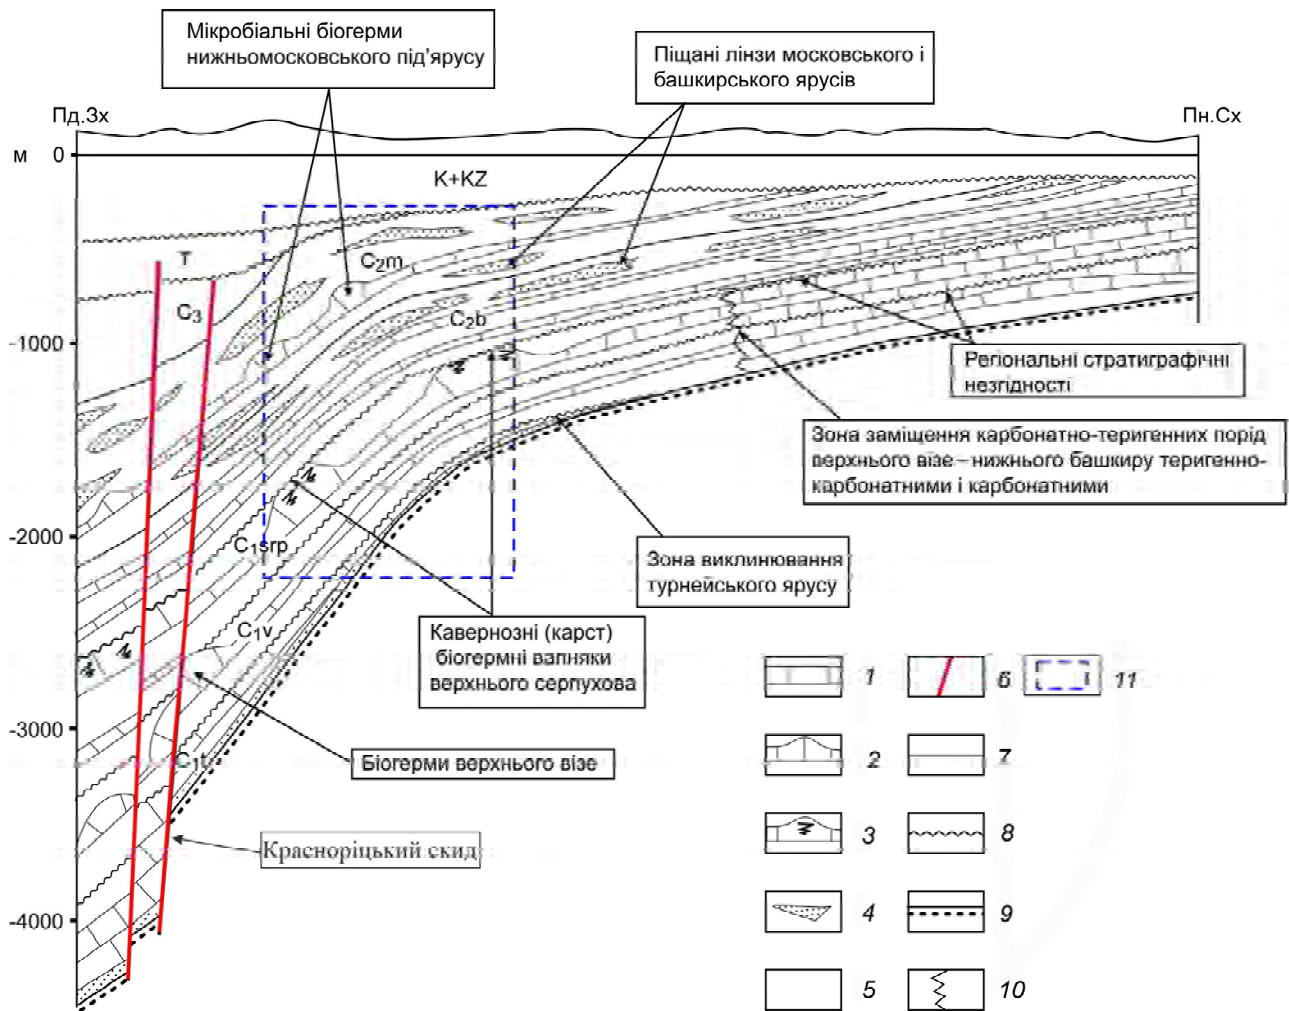 Мікробіальні біогерми
нижньомосковського під'ярусу
Піщані лінзи московського і
башкирського ярусів
Пд.Зх
Пн.Сх
м 0
K+KZ
T
C₂m
C₃
C₂b
-1000
Регіональні стратиграфічні
незгідності
Зона заміщення карбонатно-теригенних порід
верхнього візе–нижнього башкиру теригенно-
карбонатними і карбонатними
-2000
C₁srp
Зона виклинювання
турнейського ярусу
C₁v
Кавернозні (карст)
біогермні вапняки
верхнього серпухова
-3000
C₁t
Біогерми верхнього візе
Красноріцький скид
-4000
1 6 11
2 7
3 8
4 9
5 10